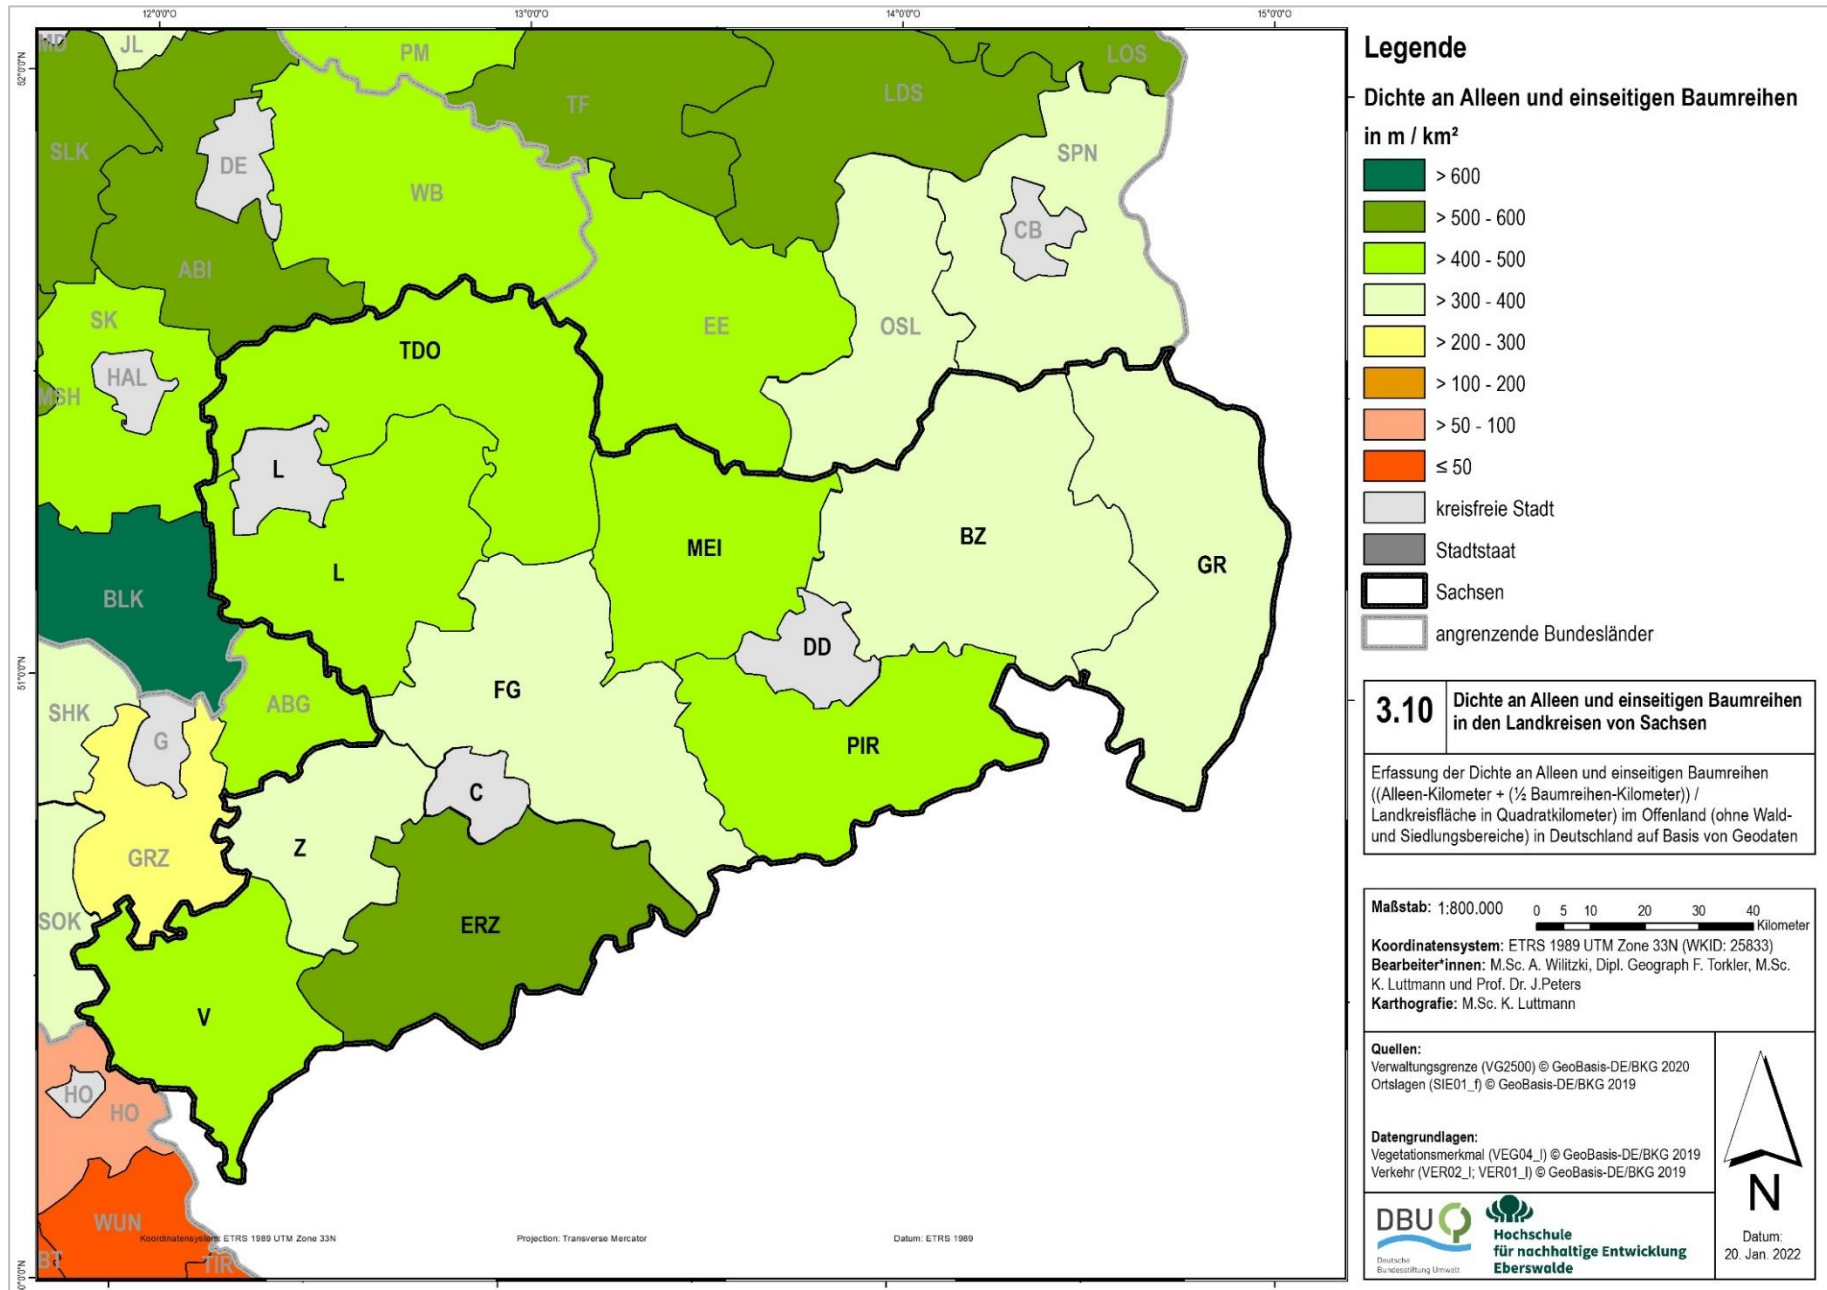 12°0'0"O 13°0'0"O 14°0'0"O 15°0'0"O
52°0'0"N
51°0'0"N
0°0'0"N
MD
JL
PM
TF
LDS
LOS
SLK
DE
WB
SPN
CB
ABI
SK
EE
OSL
HAL
MSH
TDO
L
L
MEI
BZ
GR
BLK
DD
FG
SHK
G
ABG
PIR
C
Z
GRZ
SOK
ERZ
V
HO
HO
WUN
BT
TIR
Koordinatensystem: ETRS 1989 UTM Zone 33N
Projection: Transverse Mercator
Datum: ETRS 1989
Legende
Dichte an Alleen und einseitigen Baumreihen
in m / km²
> 600
> 500 - 600
> 400 - 500
> 300 - 400
> 200 - 300
> 100 - 200
> 50 - 100
≤ 50
kreisfreie Stadt
Stadtstaat
Sachsen
angrenzende Bundesländer
3.10
Dichte an Alleen und einseitigen Baumreihen
in den Landkreisen von Sachsen
Erfassung der Dichte an Alleen und einseitigen Baumreihen
((Alleen-Kilometer + (½ Baumreihen-Kilometer)) /
Landkreisfläche in Quadratkilometer) im Offenland (ohne Wald-
und Siedlungsbereiche) in Deutschland auf Basis von Geodaten
Maßstab: 1:800.000
0 5 10 20 30 40
Kilometer
Koordinatensystem: ETRS 1989 UTM Zone 33N (WKID: 25833)
Bearbeiter*innen: M.Sc. A. Wilitzki, Dipl. Geograph F. Torkler, M.Sc.
K. Luttmann und Prof. Dr. J.Peters
Karthografie: M.Sc. K. Luttmann
Quellen:
Verwaltungsgrenze (VG2500) © GeoBasis-DE/BKG 2020
Ortslagen (SIE01_f) © GeoBasis-DE/BKG 2019
Datengrundlagen:
Vegetationsmerkmal (VEG04_l) © GeoBasis-DE/BKG 2019
Verkehr (VER02_l; VER01_l) © GeoBasis-DE/BKG 2019
DBU
Deutsche
Bundesstiftung Umwelt
Hochschule
für nachhaltige Entwicklung
Eberswalde
N
Datum:
20. Jan. 2022